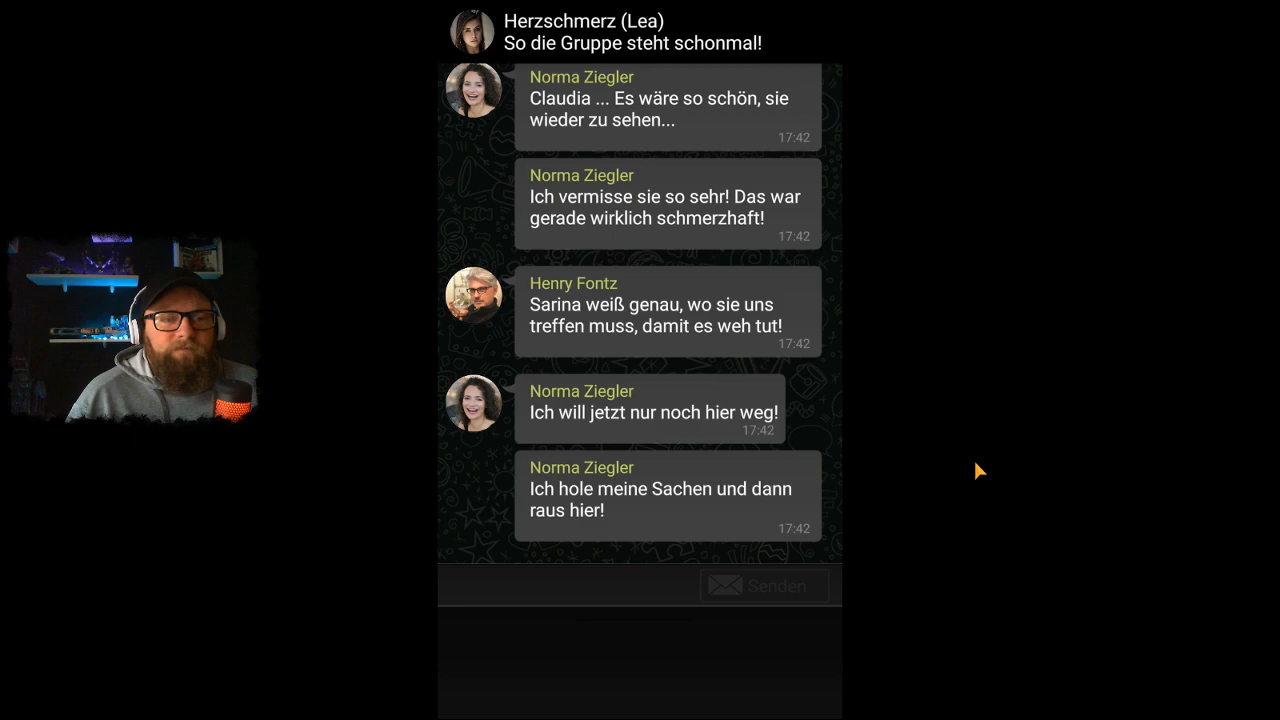 Herzschmerz (Lea)
So die Gruppe steht schonmal!
Norma Ziegler
Claudia ... Es wäre so schön, sie
wieder zu sehen...
17:42
Norma Ziegler
Ich vermisse sie so sehr! Das war
gerade wirklich schmerzhaft!
17:42
Henry Fontz
Sarina weiß genau, wo sie uns
treffen muss, damit es weh tut!
17:42
Norma Ziegler
Ich will jetzt nur noch hier weg!
17:42
Norma Ziegler
Ich hole meine Sachen und dann
raus hier!
17:42
Senden